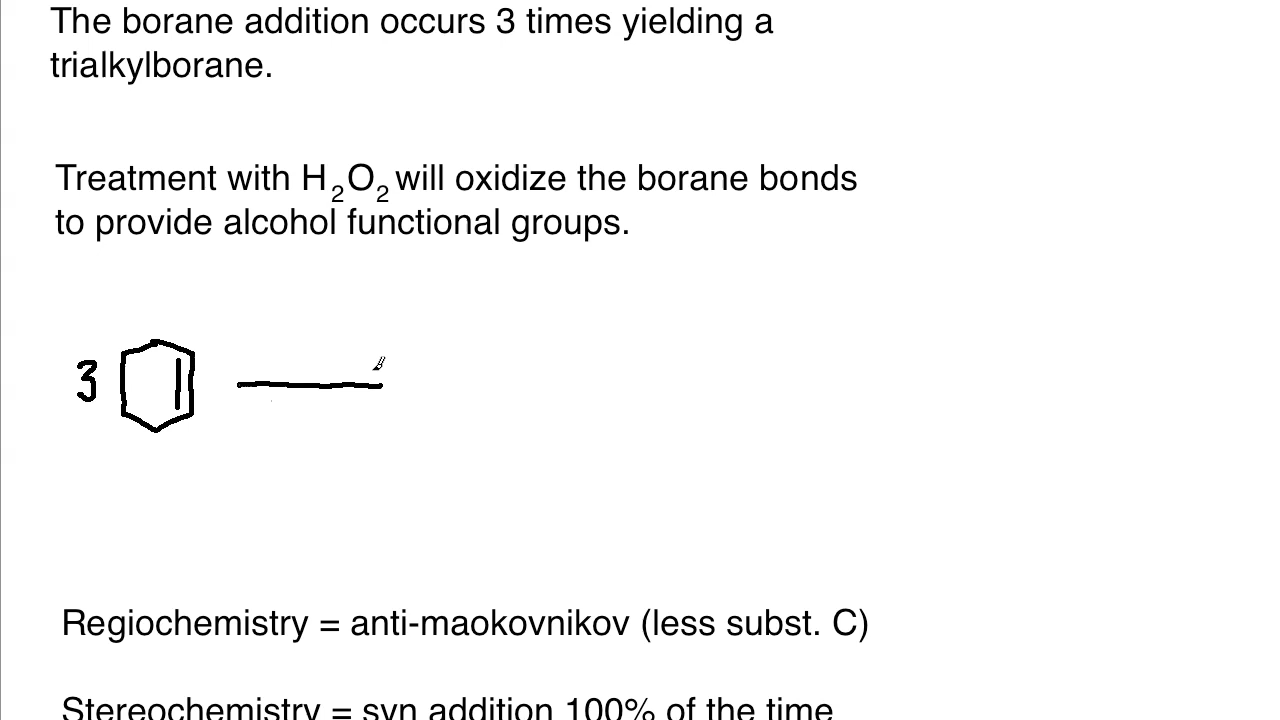 The borane addition occurs 3 times yielding a
trialkylborane.
Treatment with H₂O₂ will oxidize the borane bonds
to provide alcohol functional groups.
3
Regiochemistry = anti-maokovnikov (less subst. C)
Stereochemistry = syn addition 100% of the time